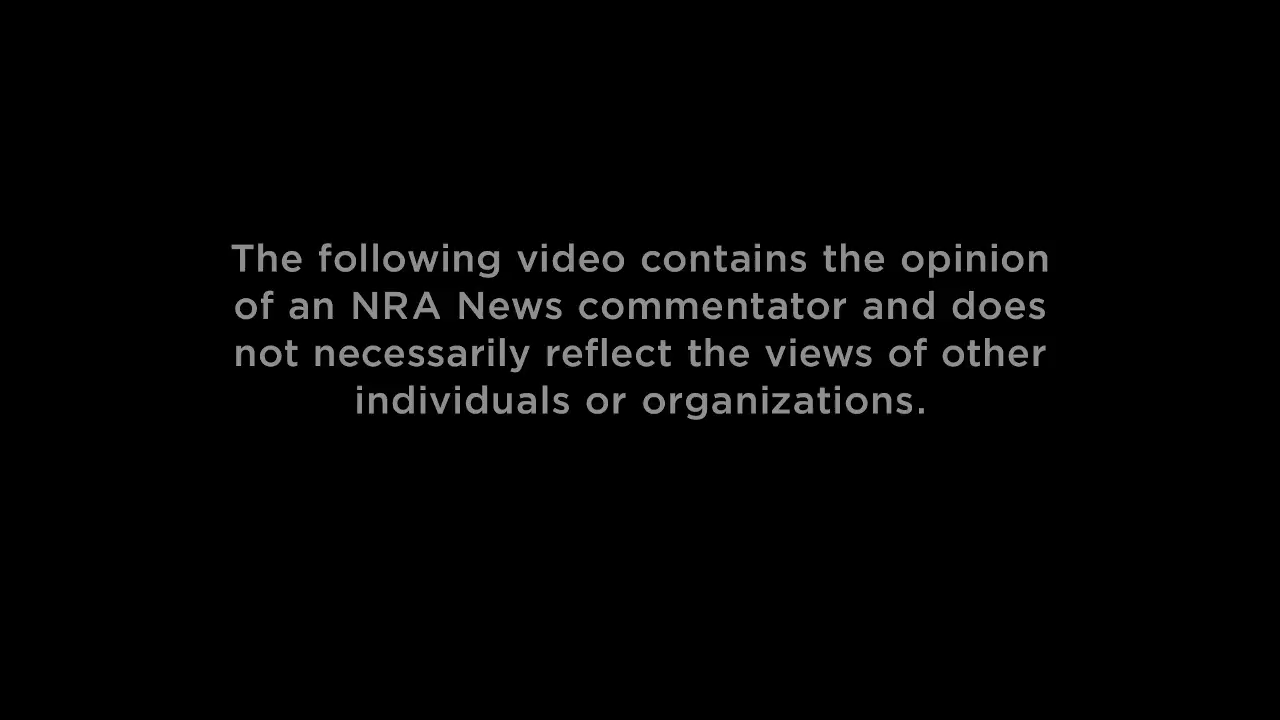 The following video contains the opinion
of an NRA News commentator and does
not necessarily reflect the views of other
individuals or organizations.